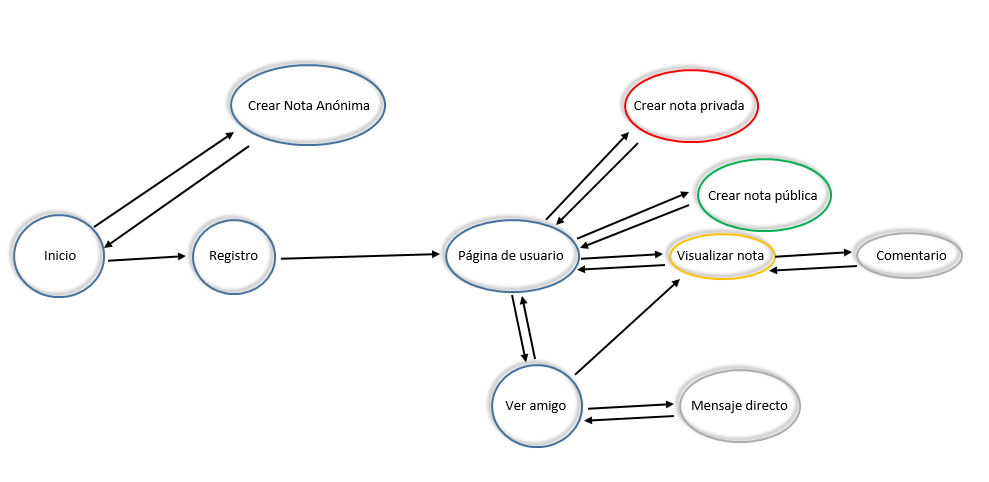 Crear Nota Anónima
Crear nota privada
Crear nota pública
Inicio
Registro
Página de usuario
Visualizar nota
Comentario
Ver amigo
Mensaje directo